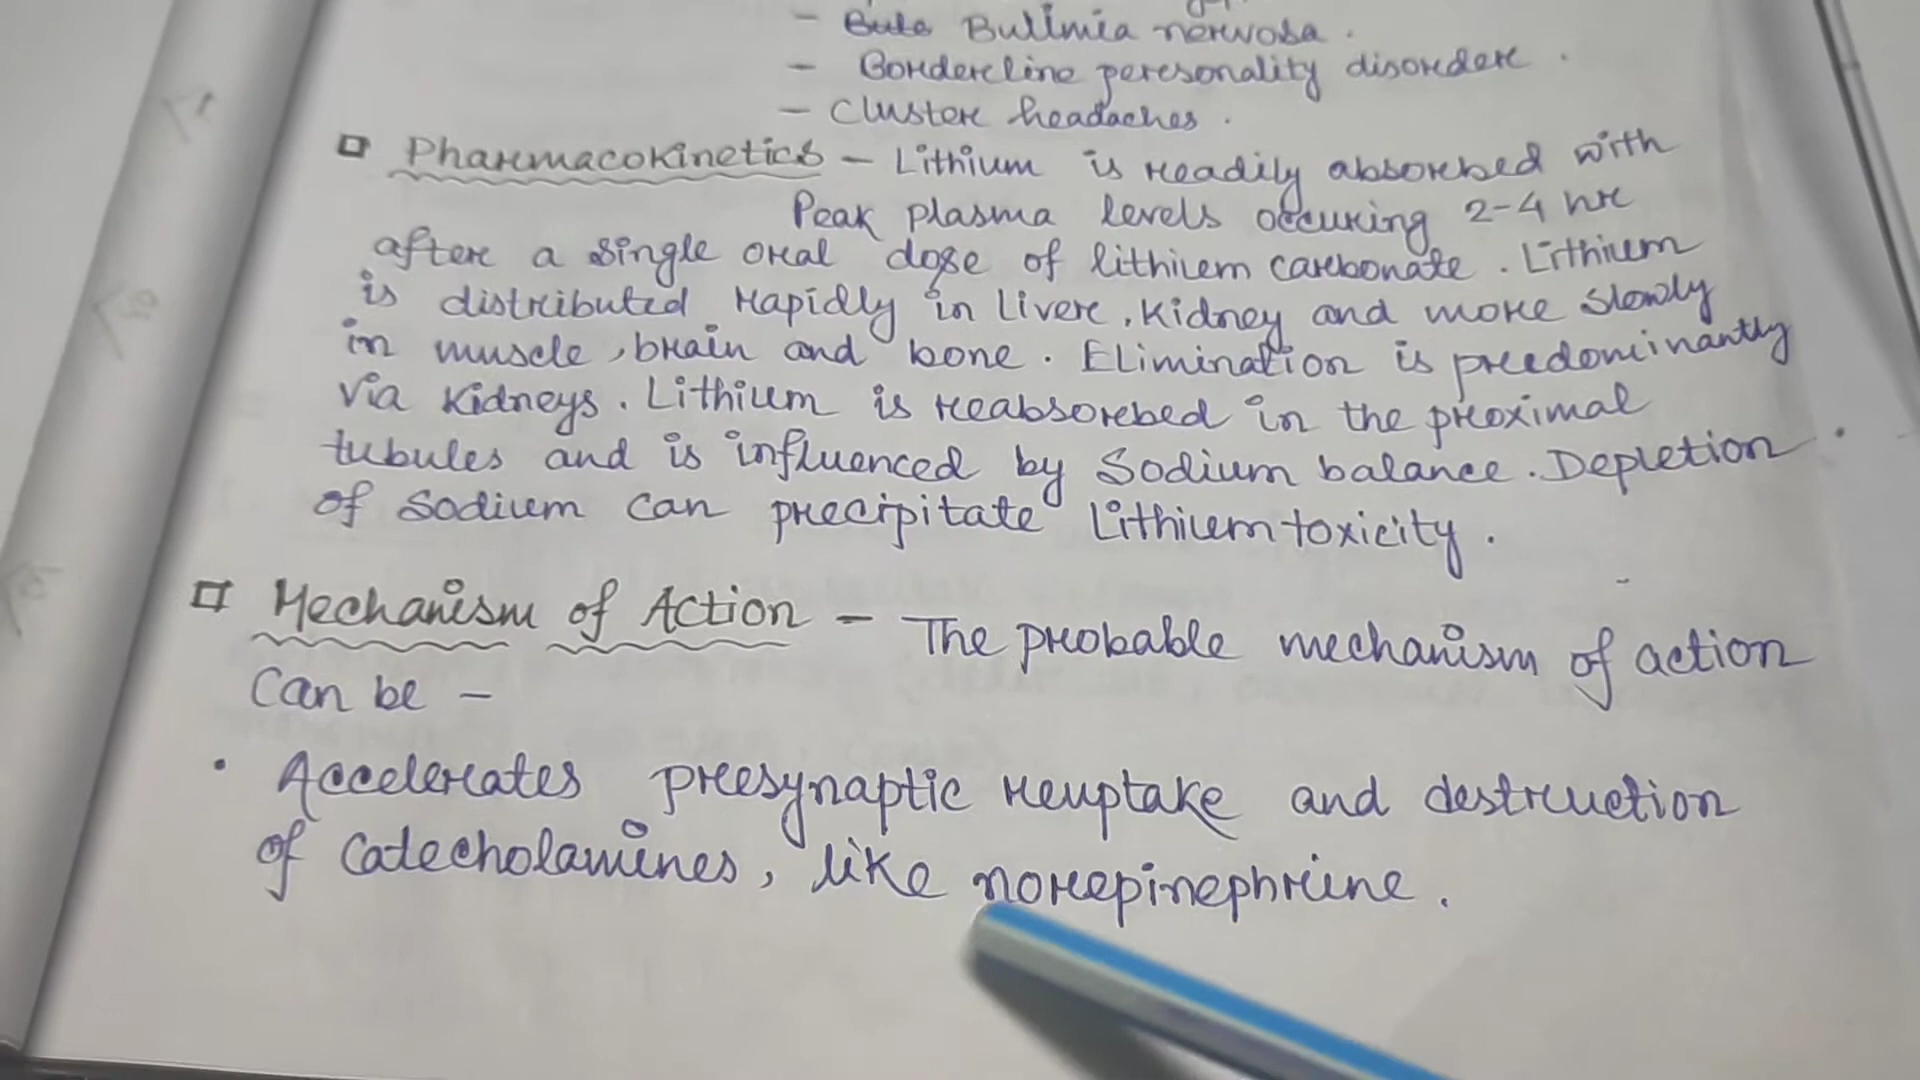 - Bulimia nervosa.
- Borderline personality disorder.
- Cluster headaches.
Pharmacokinetics - Lithium is readily absorbed with
Peak plasma levels occuring 2-4 hr
after a single oral dose of lithium carbonate. Lithium
is distributed rapidly in liver, kidney and more slowly
in muscle, brain and bone. Elimination is predominantly
via kidneys. Lithium is reabsorbed in the proximal
tubules and is influenced by Sodium balance. Depletion
of Sodium can precipitate Lithium toxicity.
Mechanism of Action - The probable mechanism of action
Can be -
• Accelerates presynaptic reuptake and destruction
of Catecholamines, like norepinephrine.